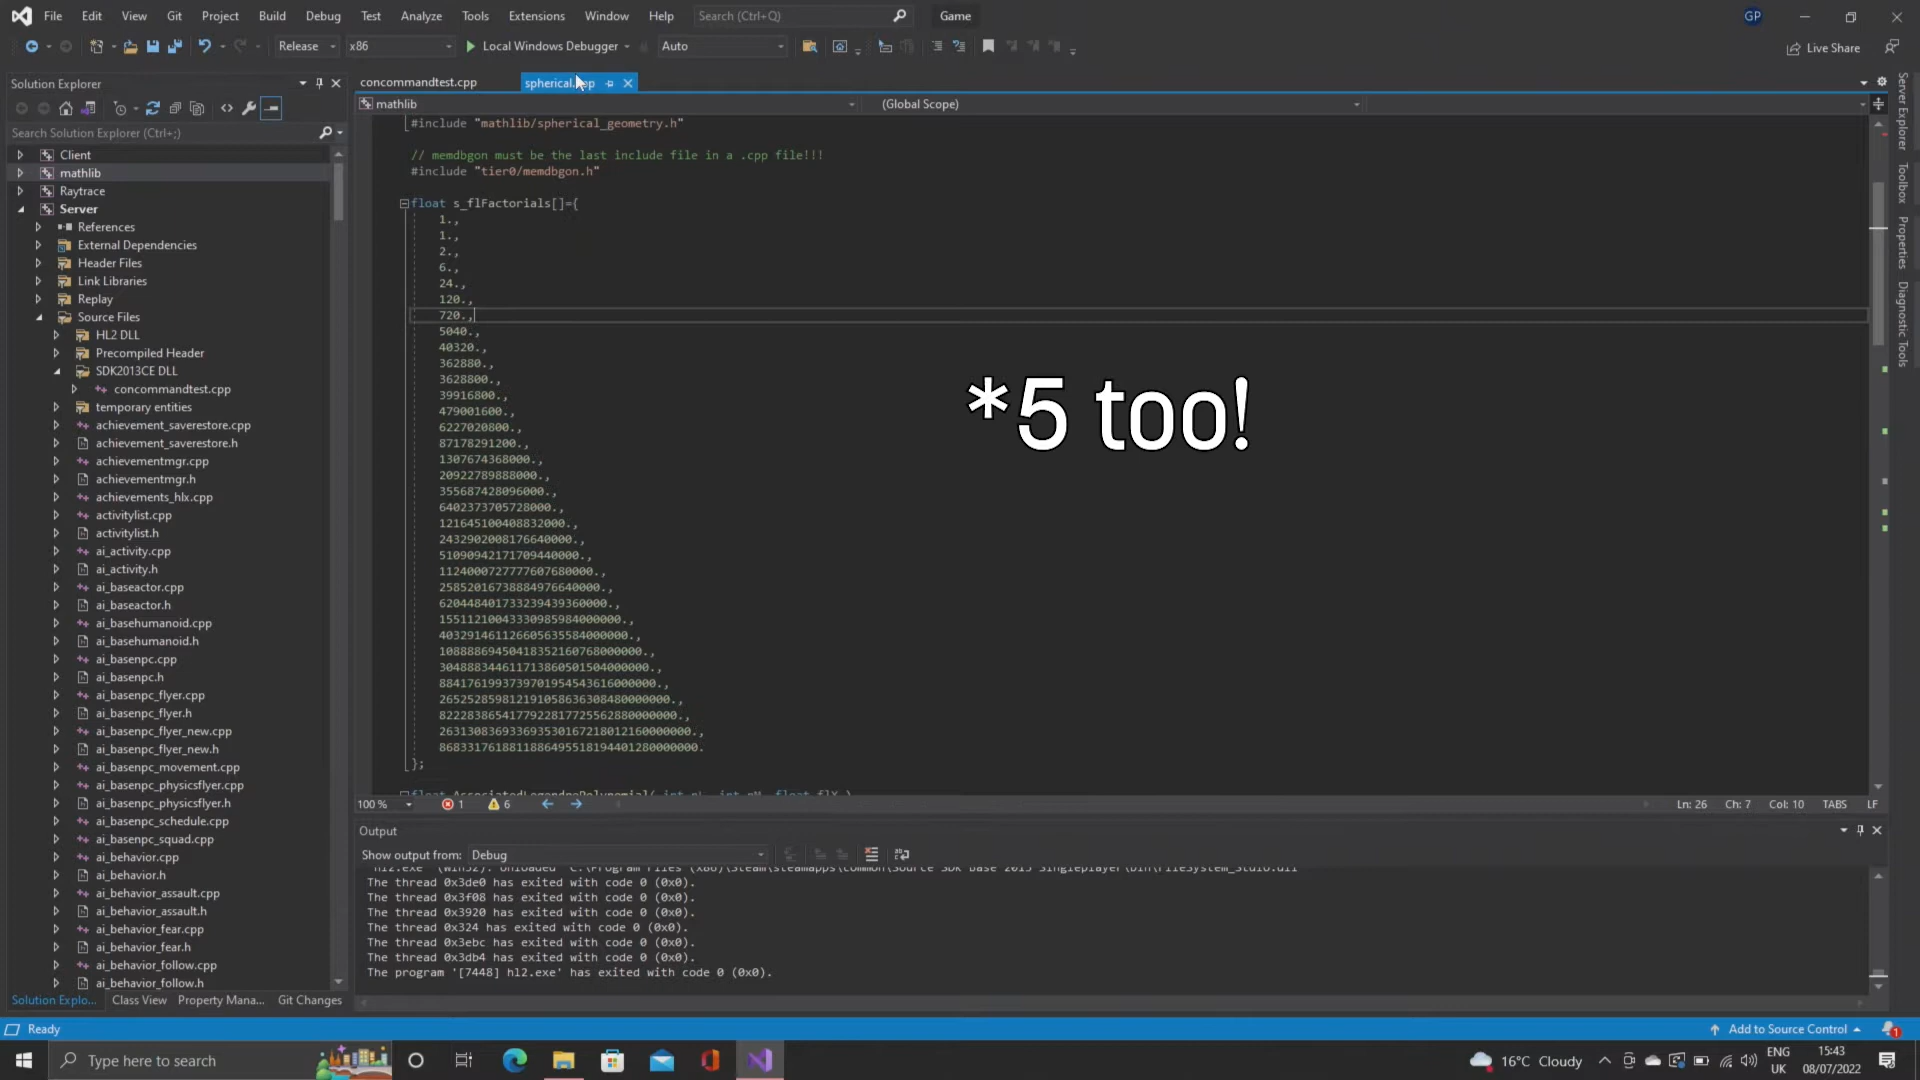 File Edit View Git Project Build Debug Test Analyze Tools Extensions Window Help Search (Ctrl+Q) Game GP
Release x86 Local Windows Debugger Auto Live Share
Solution Explorer
Search Solution Explorer (Ctrl+;)
Client
mathlib
Raytrace
Server
References
External Dependencies
Header Files
Link Libraries
Replay
Source Files
HL2 DLL
Precompiled Header
SDK2013CE DLL
concommandtest.cpp
temporary entities
achievement_saverestore.cpp
achievement_saverestore.h
achievementmgr.cpp
achievementmgr.h
achievements_hlx.cpp
activitylist.cpp
activitylist.h
ai_activity.cpp
ai_activity.h
ai_baseactor.cpp
ai_baseactor.h
ai_basehumanoid.cpp
ai_basehumanoid.h
ai_basenpc.cpp
ai_basenpc.h
ai_basenpc_flyer.cpp
ai_basenpc_flyer.h
ai_basenpc_flyer_new.cpp
ai_basenpc_flyer_new.h
ai_basenpc_movement.cpp
ai_basenpc_physicsflyer.cpp
ai_basenpc_physicsflyer.h
ai_basenpc_schedule.cpp
ai_basenpc_squad.cpp
ai_behavior.cpp
ai_behavior.h
ai_behavior_assault.cpp
ai_behavior_assault.h
ai_behavior_fear.cpp
ai_behavior_fear.h
ai_behavior_follow.cpp
ai_behavior_follow.h
Solution Explo... Class View Property Mana... Git Changes
concommandtest.cpp
mathlib (Global Scope)
#include "mathlib/spherical_geometry.h"
// memdbgon must be the last include file in a .cpp file!!!
#include "tier0/memdbgon.h"
float s_flFactorials[]={
1.,
1.,
2.,
6.,
24.,
120.,
720.,
5040.,
40320.,
362880.,
3628800.,
39916800.,
479001600.,
6227020800.,
87178291200.,
1307674368000.,
20922789888000.,
355687428096000.,
6402373705728000.,
121645100408832000.,
2432902008176640000.,
51090942171709440000.,
1124000727777607680000.,
25852016738884976640000.,
620448401733239439360000.,
15511210043330985984000000.,
403291461126605635584000000.,
10888869450418352160768000000.,
304888344611713860501504000000.,
8841761993739701954543616000000.,
265252859812191058636308480000000.,
8222838654177922817725562880000000.,
263130836933693530167218012160000000.,
8683317618811886495518194401280000000.
};
*5 too!
100 % 1 6 Ln: 26 Ch: 7 Col: 10 TABS LF
Output
Show output from: Debug
The thread 0x3de0 has exited with code 0 (0x0).
The thread 0x3f08 has exited with code 0 (0x0).
The thread 0x3920 has exited with code 0 (0x0).
The thread 0x324 has exited with code 0 (0x0).
The thread 0x3ebc has exited with code 0 (0x0).
The thread 0x3db4 has exited with code 0 (0x0).
The program '[7448] hl2.exe' has exited with code 0 (0x0).
Server Explorer
Toolbox
Properties
Diagnostic Tools
Ready Add to Source Control 1
Type here to search 16°C Cloudy ENG UK 15:43 08/07/2022